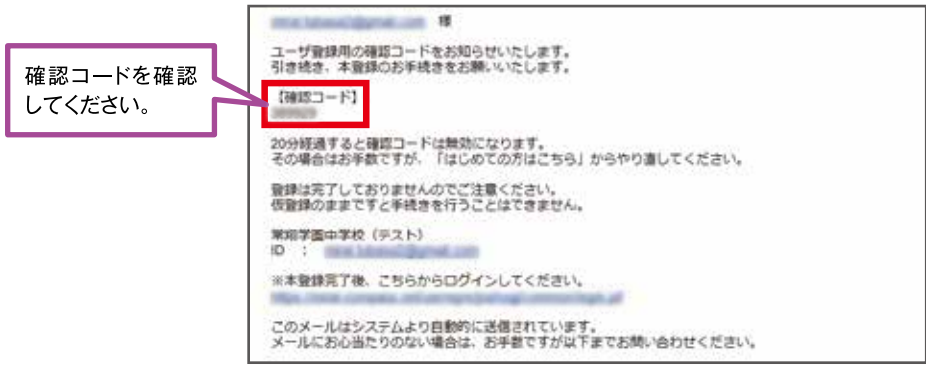 様
ユーザ登録用の確認コードをお知らせいたします。
引き続き、本登録のお手続きをお願いいたします。
確認コードを確認
してください。
【確認コード】
20分経過すると確認コードは無効になります。
その場合はお手数ですが、「はじめての方はこちら」からやり直してください。
登録は完了しておりませんのでご注意ください。
仮登録のままですと手続きを行うことはできません。
常翔学園中学校（テスト）
ID ：
※本登録完了後、こちらからログインしてください。
このメールはシステムより自動的に送信されています。
メールにお心当たりのない場合は、お手数ですが以下までお問い合わせください。